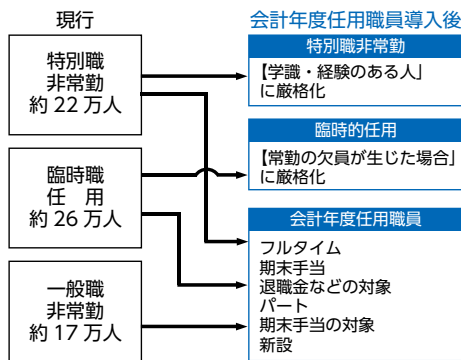 現行
特別職
非常勤
約22万人
臨時職
任　用
約26万人
一般職
非常勤
約17万人
会計年度任用職員導入後
特別職非常勤
【学識・経験のある人】
に厳格化
臨時的任用
【常勤の欠員が生じた場合】
に厳格化
会計年度任用職員
フルタイム
期末手当
退職金などの対象
パート
期末手当の対象
新設